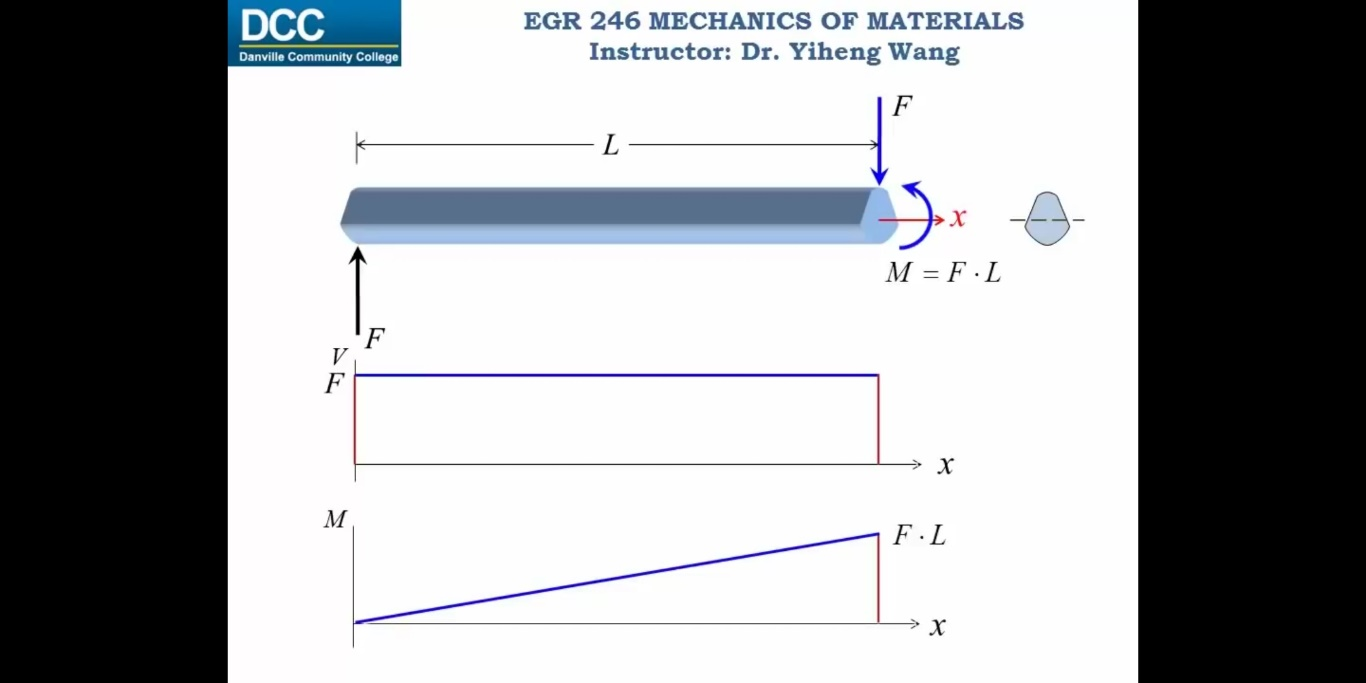 DCC
Danville Community College
EGR 246 MECHANICS OF MATERIALS
Instructor: Dr. Yiheng Wang
F
L
x
M = F · L
F
V
F
x
M
F · L
x